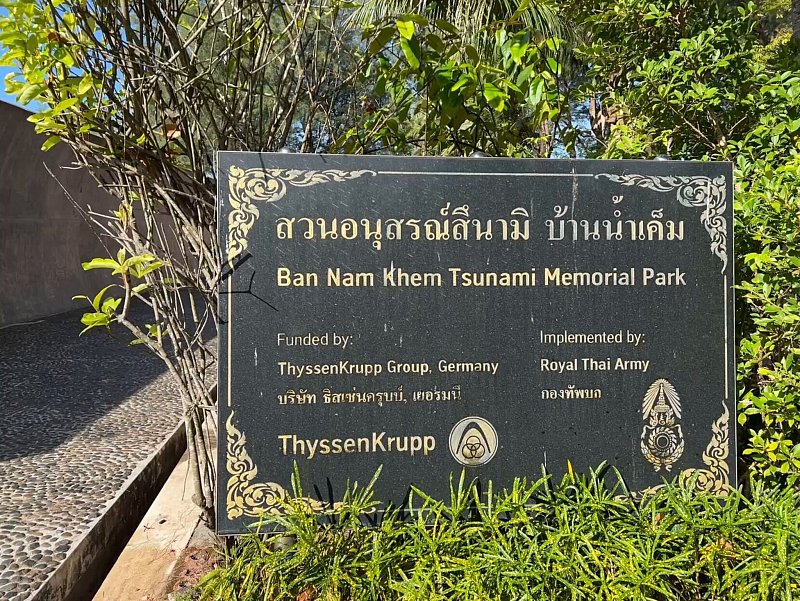 สวนอนุสรณ์สึนามิ บ้านน้ำเค็ม
Ban Nam Khem Tsunami Memorial Park
Funded by:
ThyssenKrupp Group, Germany
บริษัท ธิสเซ่นครุบบ์, เยอรมนี
ThyssenKrupp
Implemented by:
Royal Thai Army
กองทัพบก